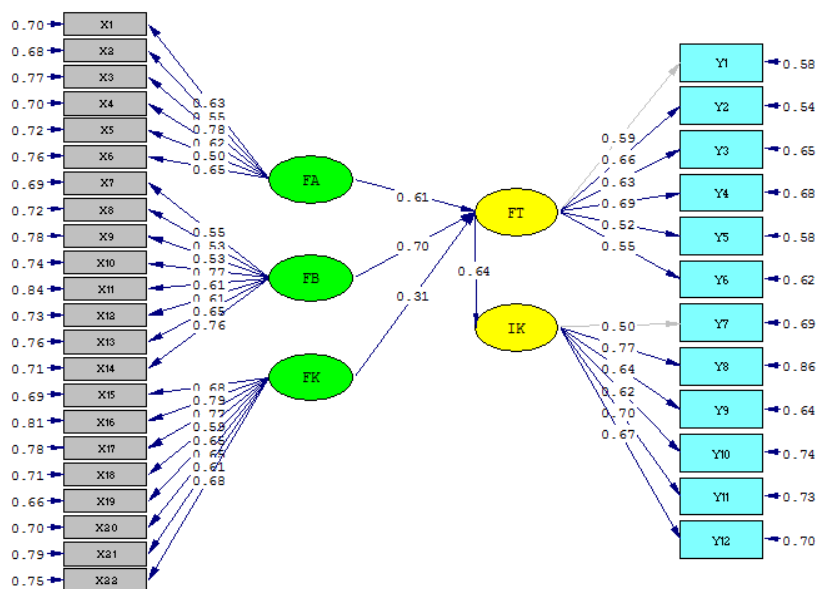 0.70 X1
0.68 X2
0.77 X3
0.70 X4
0.72 X5
0.76 X6
0.69 X7
0.72 X8
0.78 X9
0.74 X10
0.84 X11
0.73 X12
0.76 X13
0.71 X14
0.69 X15
0.81 X16
0.78 X17
0.71 X18
0.66 X19
0.70 X20
0.79 X21
0.75 X22
0.63
0.55
0.78
0.62
0.50
0.65
0.55
0.53
0.53
0.77
0.61
0.61
0.65
0.76
0.68
0.79
0.77
0.59
0.65
0.65
0.61
0.68
FA
FB
FK
0.61
0.70
0.31
FT
0.64
IK
0.59
0.66
0.63
0.69
0.52
0.55
0.50
0.77
0.64
0.62
0.70
0.67
Y1 0.58
Y2 0.54
Y3 0.65
Y4 0.68
Y5 0.58
Y6 0.62
Y7 0.69
Y8 0.86
Y9 0.64
Y10 0.74
Y11 0.73
Y12 0.70